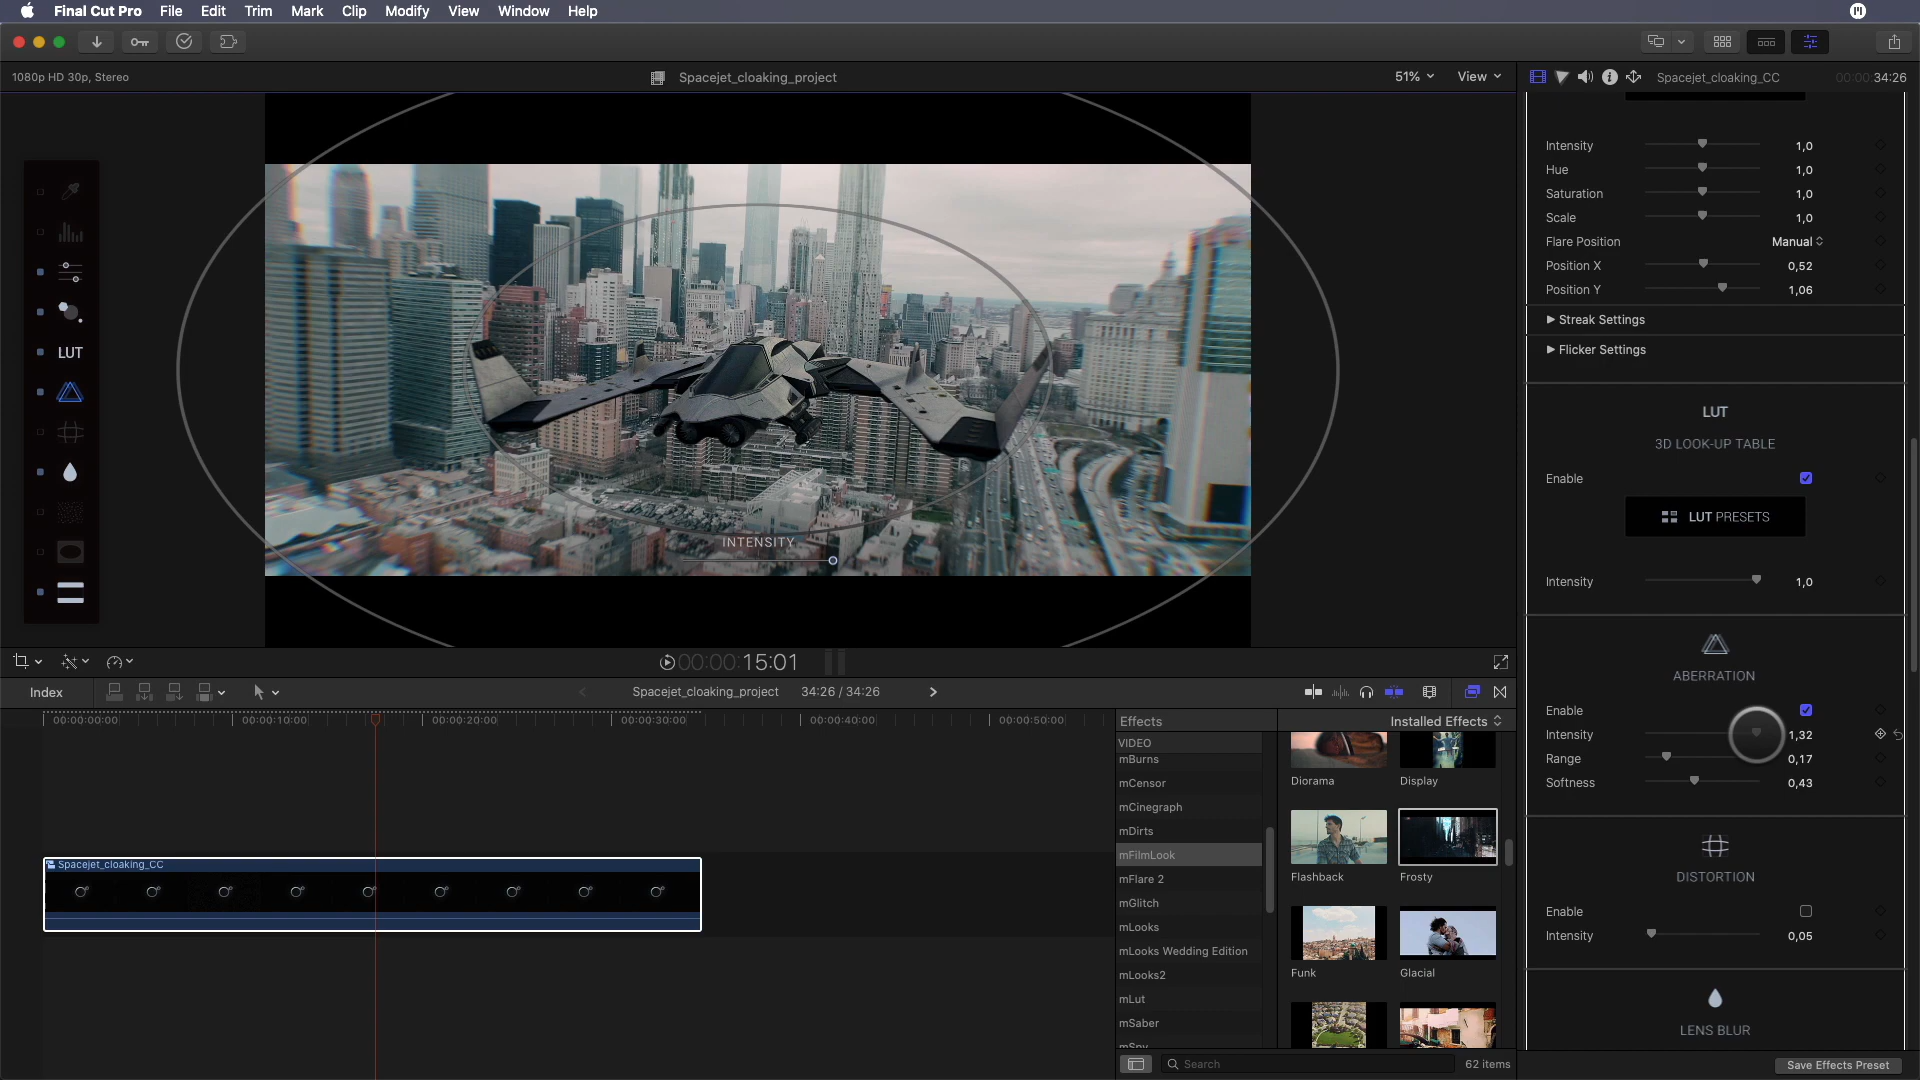 Final Cut Pro File Edit Trim Mark Clip Modify View Window Help
1080p HD 30p, Stereo
Spacejet_cloaking_project
51%
View
Spacejet_cloaking_CC
00:00:34:26
Intensity 1,0
Hue 1,0
Saturation 1,0
Scale 1,0
Flare Position Manual
Position X 0,52
Position Y 1,06
Streak Settings
Flicker Settings
LUT
LUT
3D LOOK-UP TABLE
Enable
LUT PRESETS
Intensity 1,0
INTENSITY
ABERRATION
Enable
Intensity 1,32
Range 0,17
Softness 0,43
DISTORTION
Enable
Intensity 0,05
LENS BLUR
Save Effects Preset
00:00:15:01
Index
Spacejet_cloaking_project 34:26 / 34:26
00:00:00:00 00:00:10:00 00:00:20:00 00:00:30:00 00:00:40:00 00:00:50:00
Spacejet_cloaking_CC
Effects
Installed Effects
VIDEO
mBurns
mCensor
mCinegraph
mDirts
mFilmLook
mFlare 2
mGlitch
mLooks
mLooks Wedding Edition
mLooks2
mLut
mSaber
mSpy
Diorama
Display
Flashback
Frosty
Funk
Glacial
Search
62 items